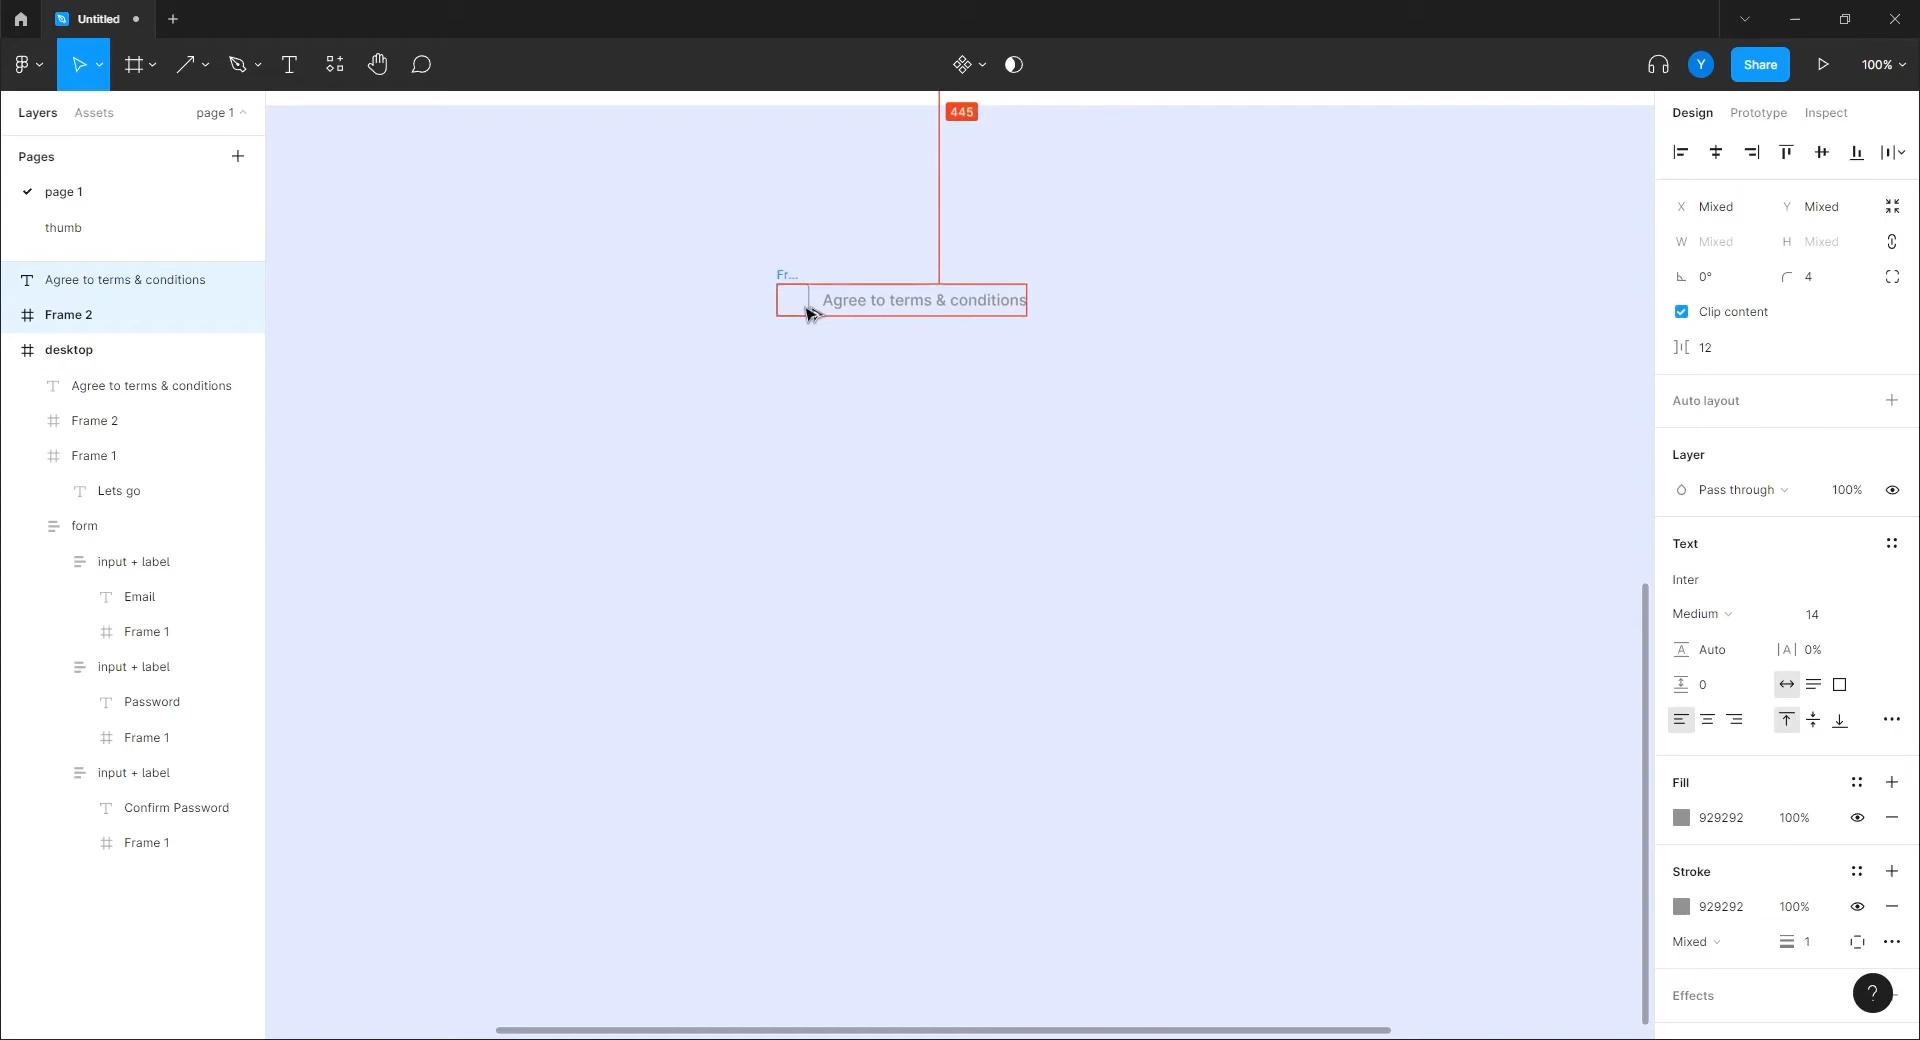 Untitled
Share
Y
100%
Layers
Assets
page 1
Pages
page 1
thumb
Agree to terms & conditions
Frame 2
desktop
Agree to terms & conditions
Frame 2
Frame 1
Lets go
form
input + label
Email
Frame 1
input + label
Password
Frame 1
input + label
Confirm Password
Frame 1
445
Fr...
Agree to terms & conditions
Design
Prototype
Inspect
X Mixed
Y Mixed
W Mixed
H Mixed
0°
4
Clip content
12
Auto layout
Layer
Pass through
100%
Text
Inter
Medium
14
A Auto
|A| 0%
0
Fill
929292
100%
Stroke
929292
100%
Mixed
1
Effects
?